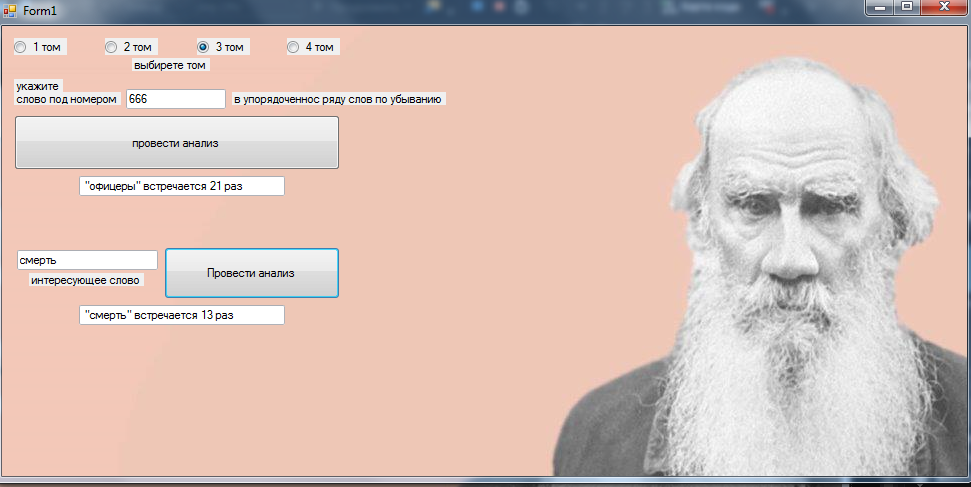 Form1
1 том 2 том 3 том 4 том
выбирете том
укажите
слово под номером 666 в упорядоченнос ряду слов по убыванию
провести анализ
"офицеры" встречается 21 раз
смерть Провести анализ
интересующее слово
"смерть" встречается 13 раз